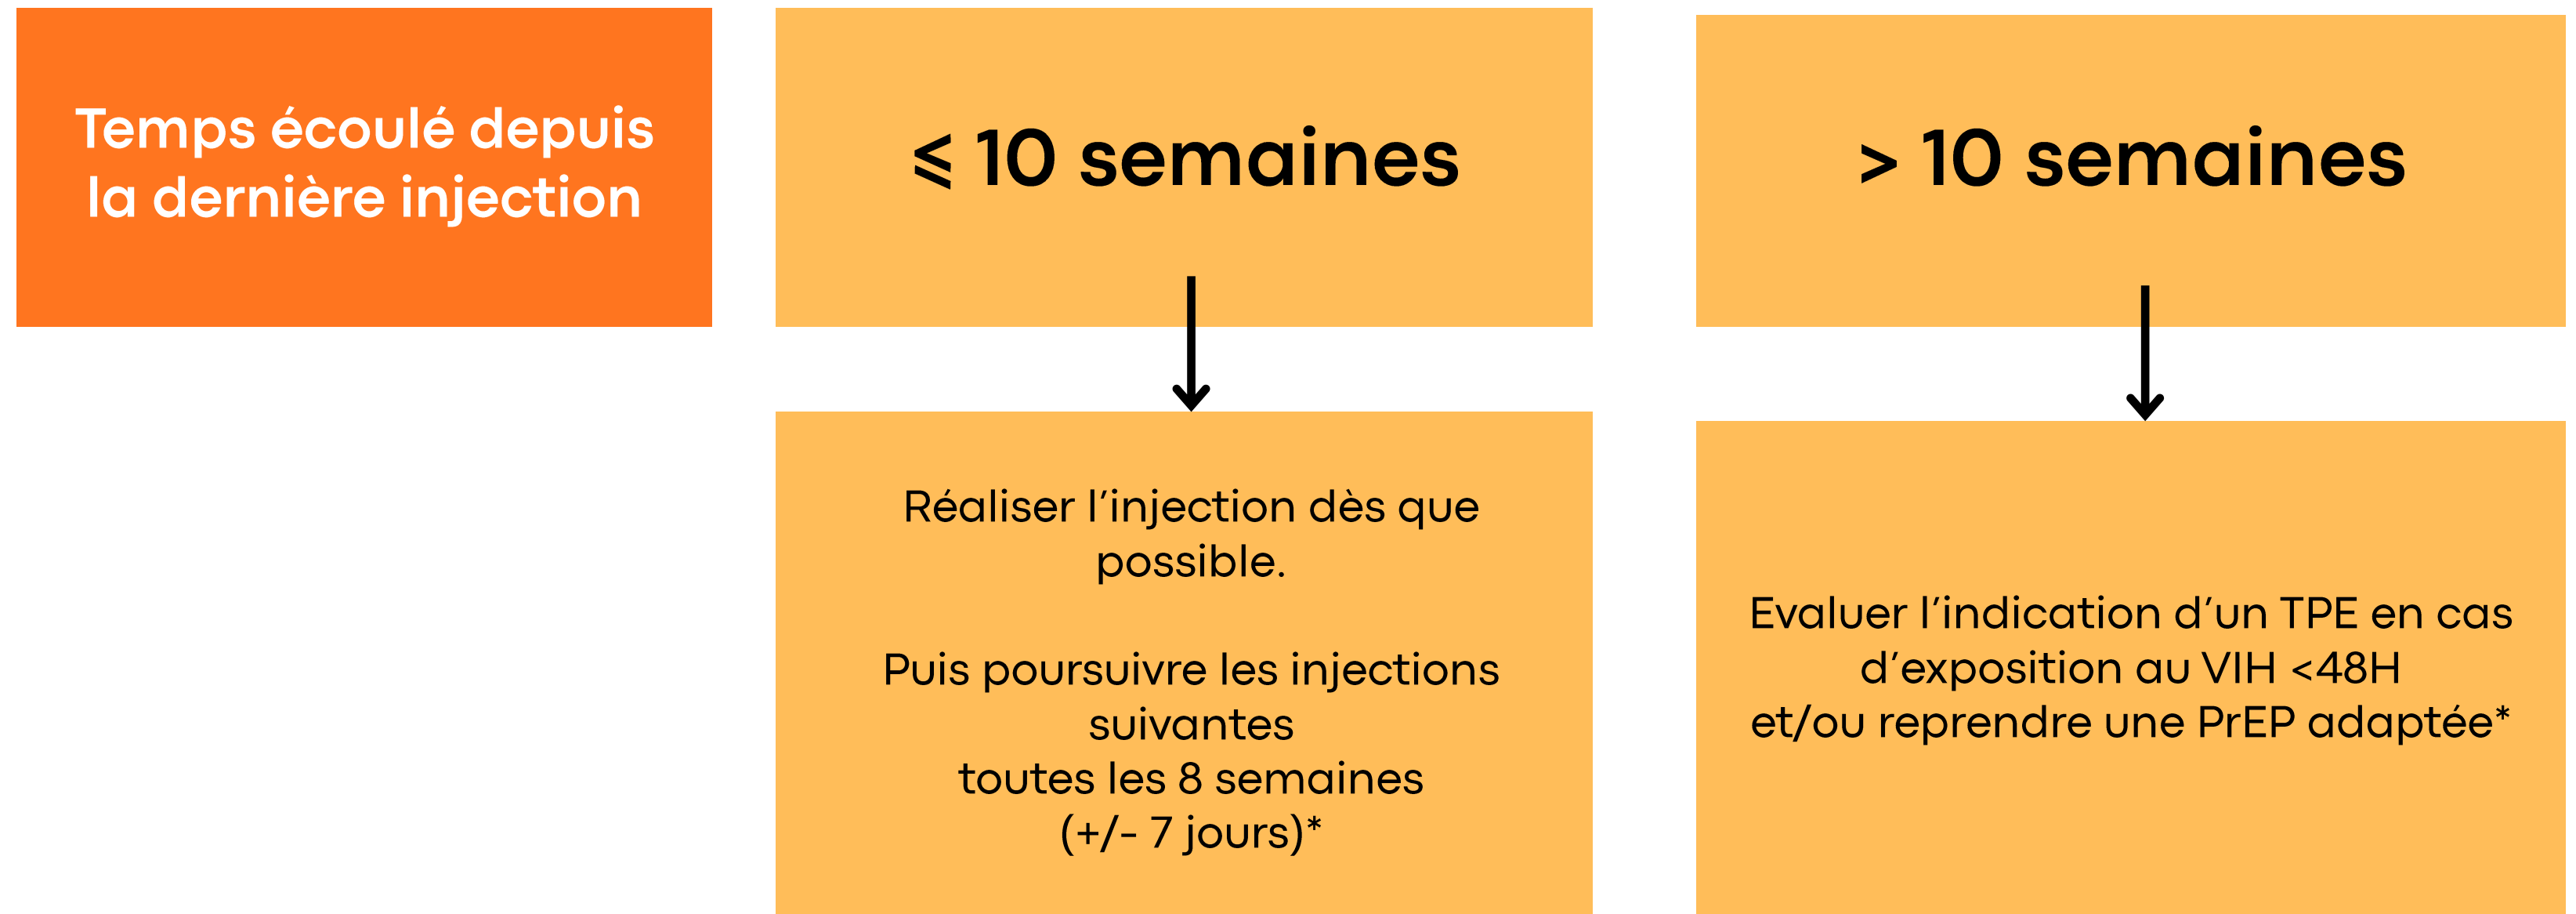 Temps écoulé depuis
la dernière injection
⩽ 10 semaines
> 10 semaines
Réaliser l’injection dès que
possible.
Puis poursuivre les injections
suivantes
toutes les 8 semaines
(+/- 7 jours)*
Evaluer l’indication d’un TPE en cas
d’exposition au VIH <48H
et/ou reprendre une PrEP adaptée*